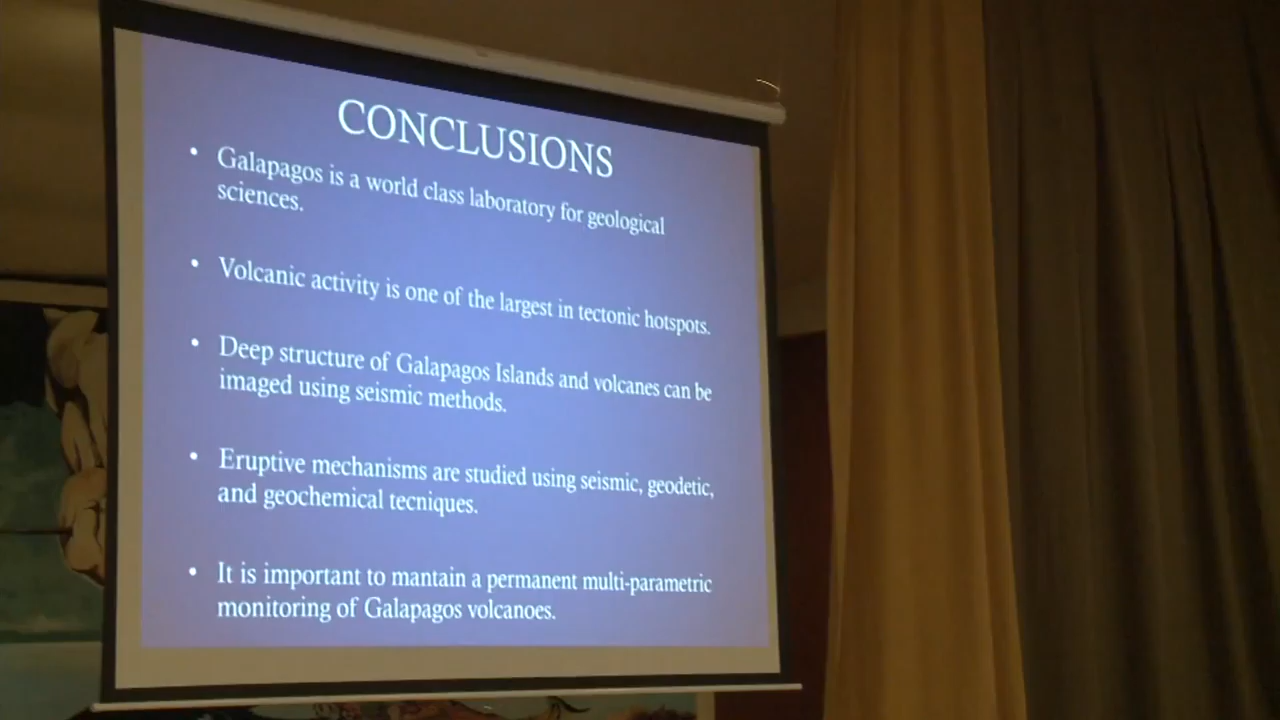 CONCLUSIONS
• Galapagos is a world class laboratory for geological
sciences.
• Volcanic activity is one of the largest in tectonic hotspots.
• Deep structure of Galapagos Islands and volcanes can be
imaged using seismic methods.
• Eruptive mechanisms are studied using seismic, geodetic,
and geochemical tecniques.
• It is important to mantain a permanent multi-parametric
monitoring of Galapagos volcanoes.